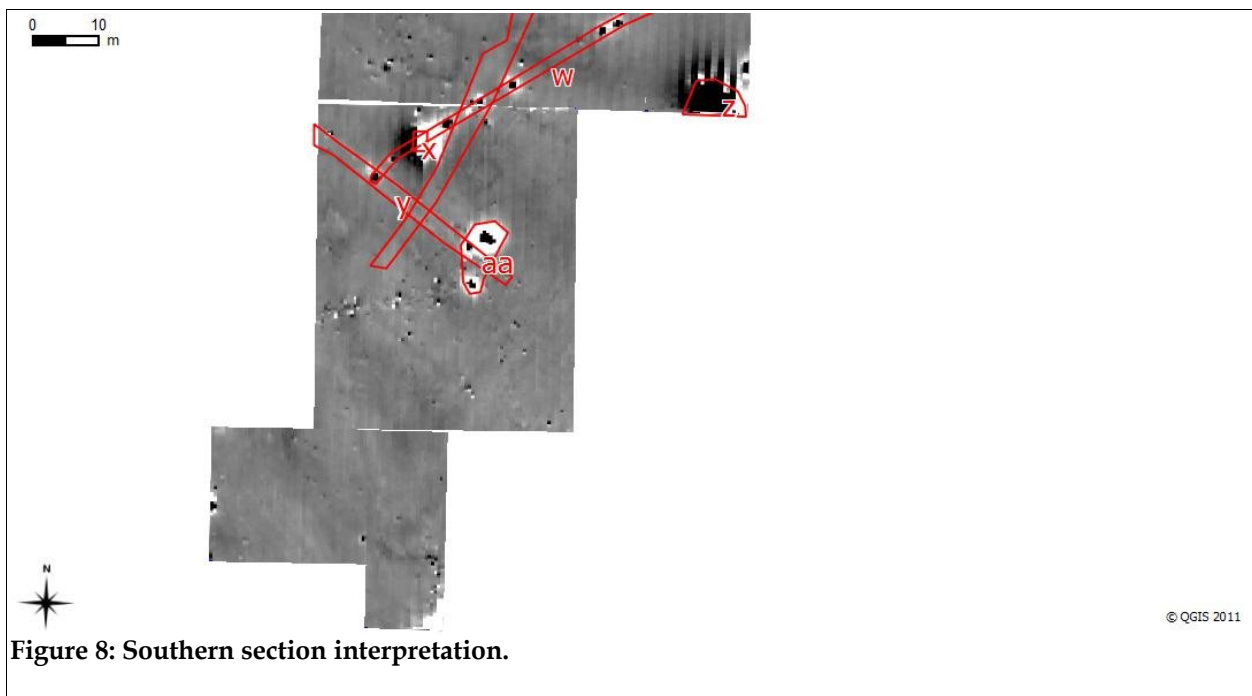 0 10
m
w
z
x
y
aa
N
© QGIS 2011
Figure 8: Southern section interpretation.